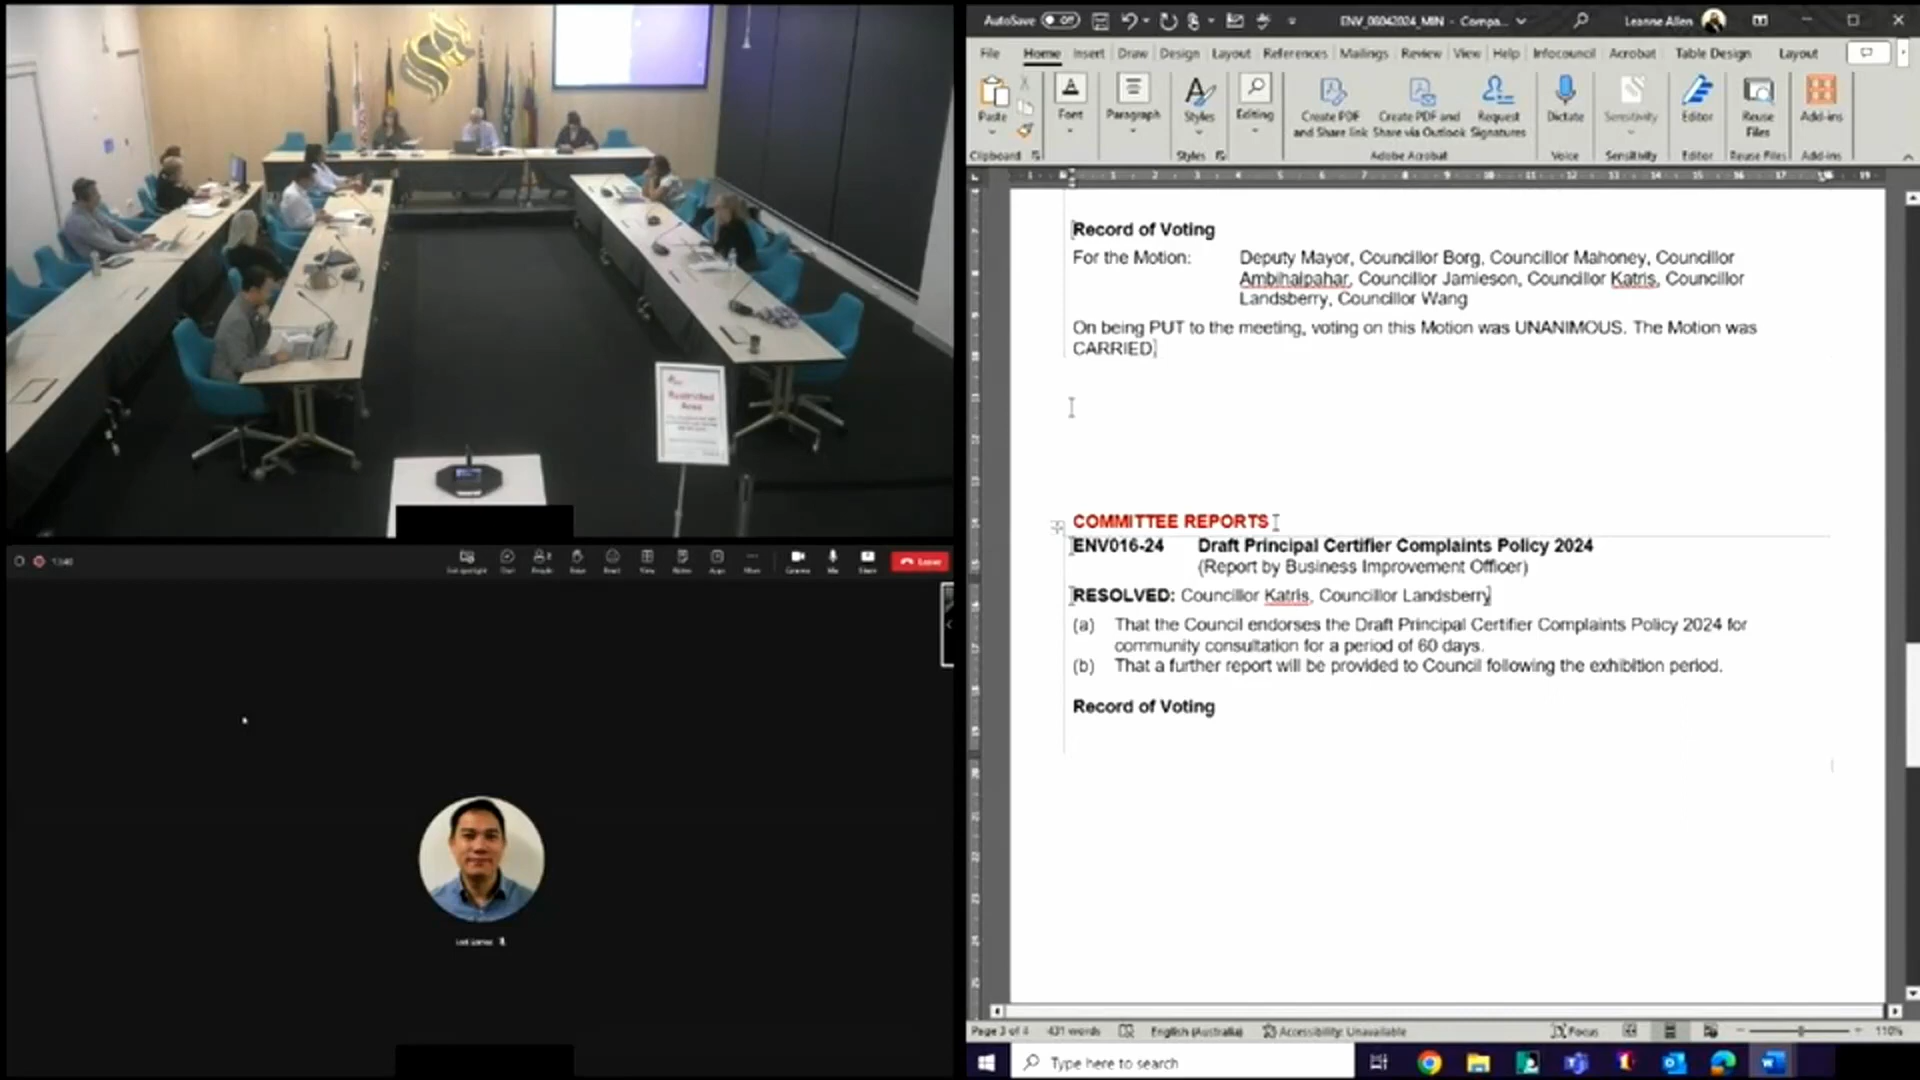 Restricted
Area
Leave
AutoSave Off
ENV_08042024_MIN - Compa...
Leanne Allen
File Home Insert Draw Design Layout References Mailings Review View Help Infocouncil Acrobat Table Design Layout
Paste
Font
Paragraph
Styles
Editing
Create PDF and Share link
Create PDF and Share via Outlook
Request Signatures
Dictate
Sensitivity
Editor
Reuse Files
Add-ins
Clipboard Styles Adobe Acrobat Voice Sensitivity Editor Reuse Files Add-ins
Record of Voting
For the Motion: Deputy Mayor, Councillor Borg, Councillor Mahoney, Councillor
Ambihaipahar, Councillor Jamieson, Councillor Katris, Councillor
Landsberry, Councillor Wang
On being PUT to the meeting, voting on this Motion was UNANIMOUS. The Motion was
CARRIED
COMMITTEE REPORTS
ENV016-24 Draft Principal Certifier Complaints Policy 2024
(Report by Business Improvement Officer)
RESOLVED: Councillor Katris, Councillor Landsberry
(a) That the Council endorses the Draft Principal Certifier Complaints Policy 2024 for
community consultation for a period of 60 days.
(b) That a further report will be provided to Council following the exhibition period.
Record of Voting
Page 3 of 4 431 words English (Australia) Accessibility: Unavailable Focus 110%
Type here to search